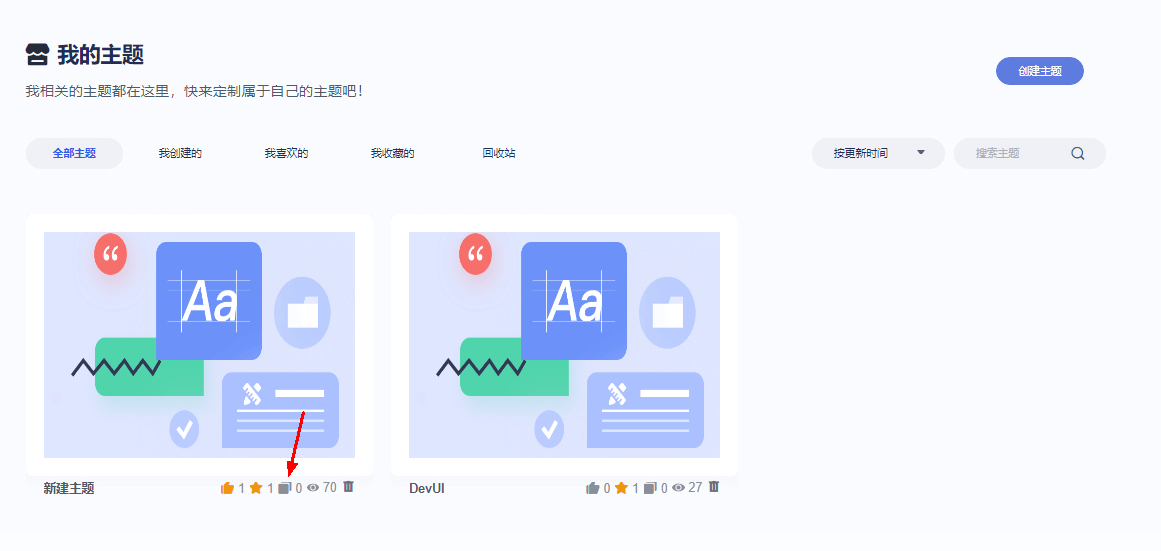 我的主题
我相关的主题都在这里，快来定制属于自己的主题吧！
创建主题
全部主题 我创建的 我喜欢的 我收藏的 回收站
按更新时间 搜索主题
“ Aa
“ Aa
新建主题 1 1 0 70
DevUI 0 1 0 27